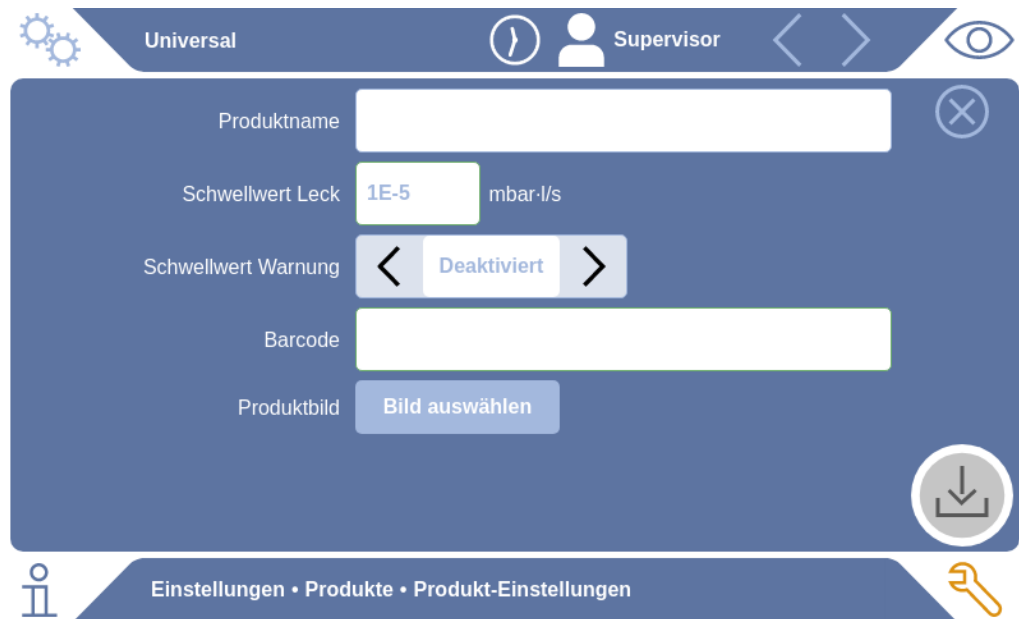 Universal
Supervisor
Produktname
Schwellwert Leck 1E-5 mbar·l/s
Schwellwert Warnung Deaktiviert
Barcode
Produktbild Bild auswählen
Einstellungen • Produkte • Produkt-Einstellungen